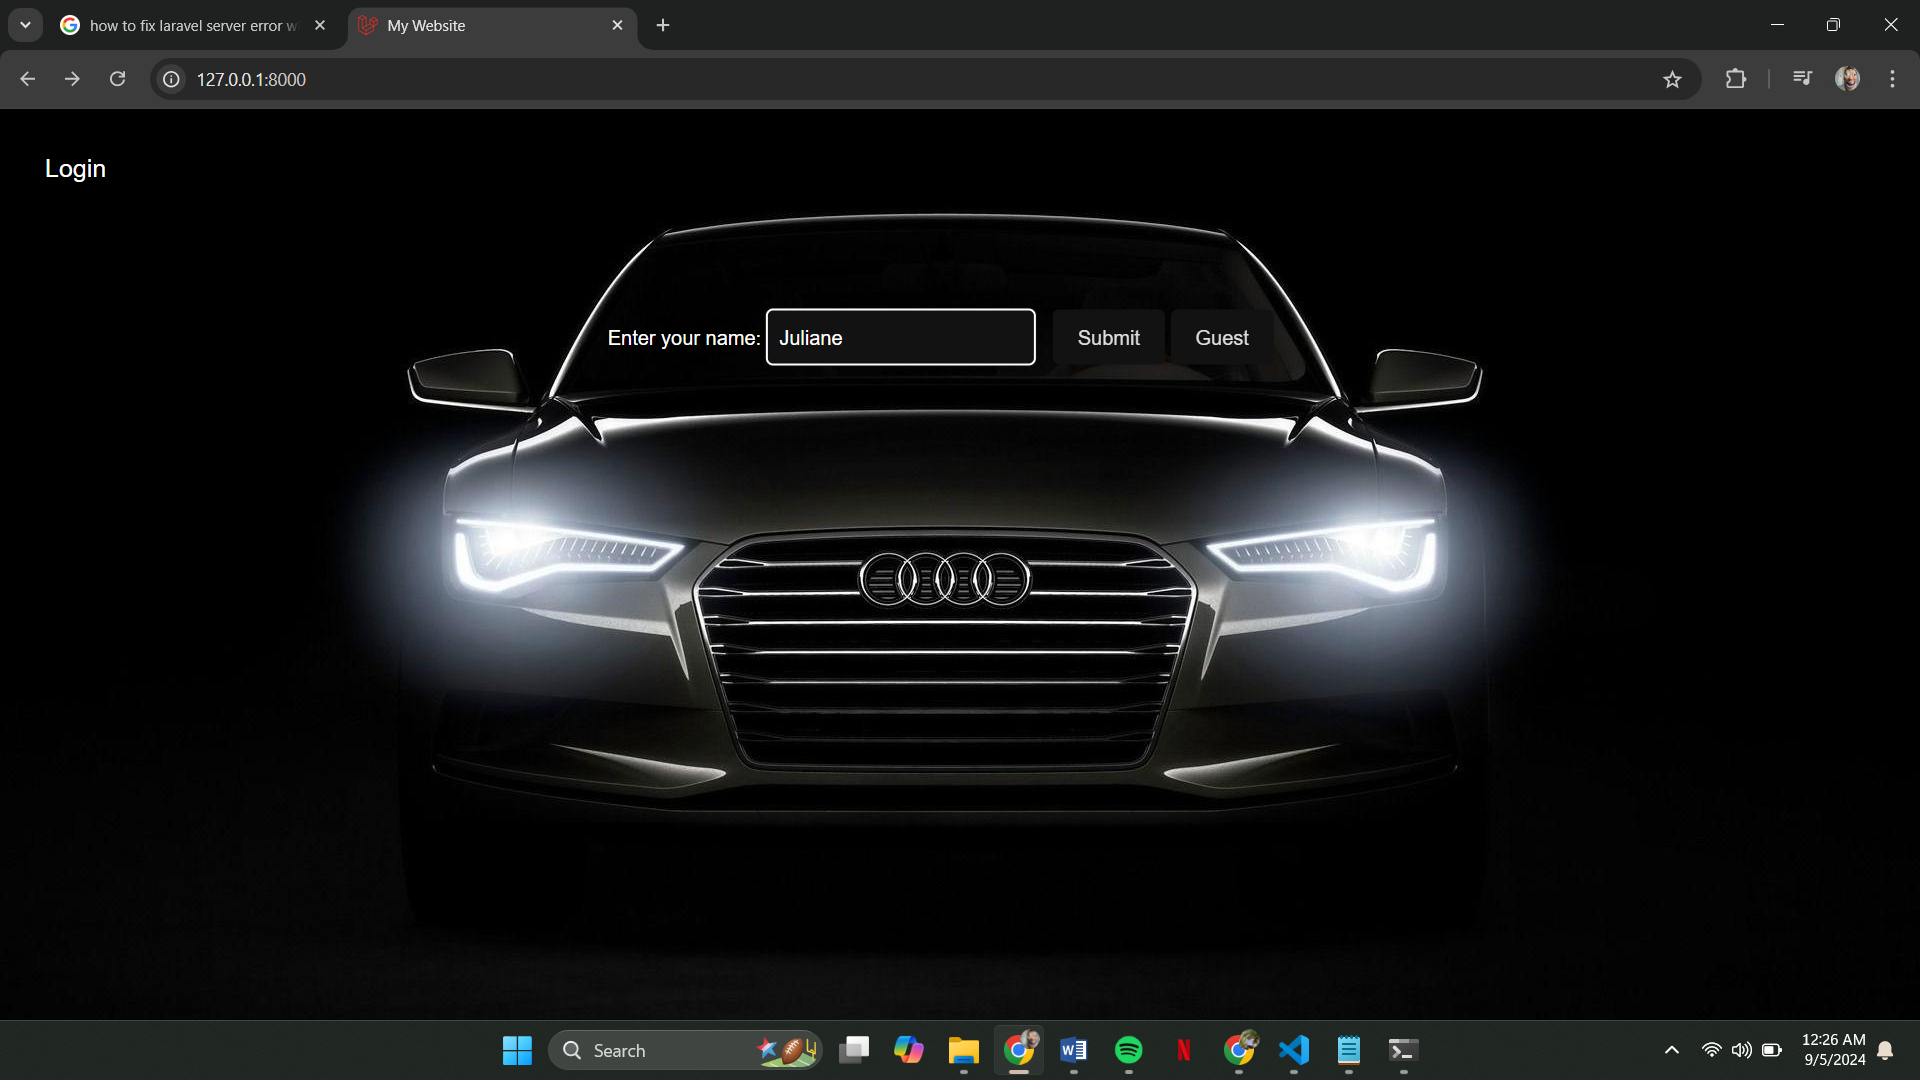 how to fix laravel server error w
My Website
127.0.0.1:8000
Login
Enter your name:
Juliane
Submit
Guest
Search
12:26 AM
9/5/2024